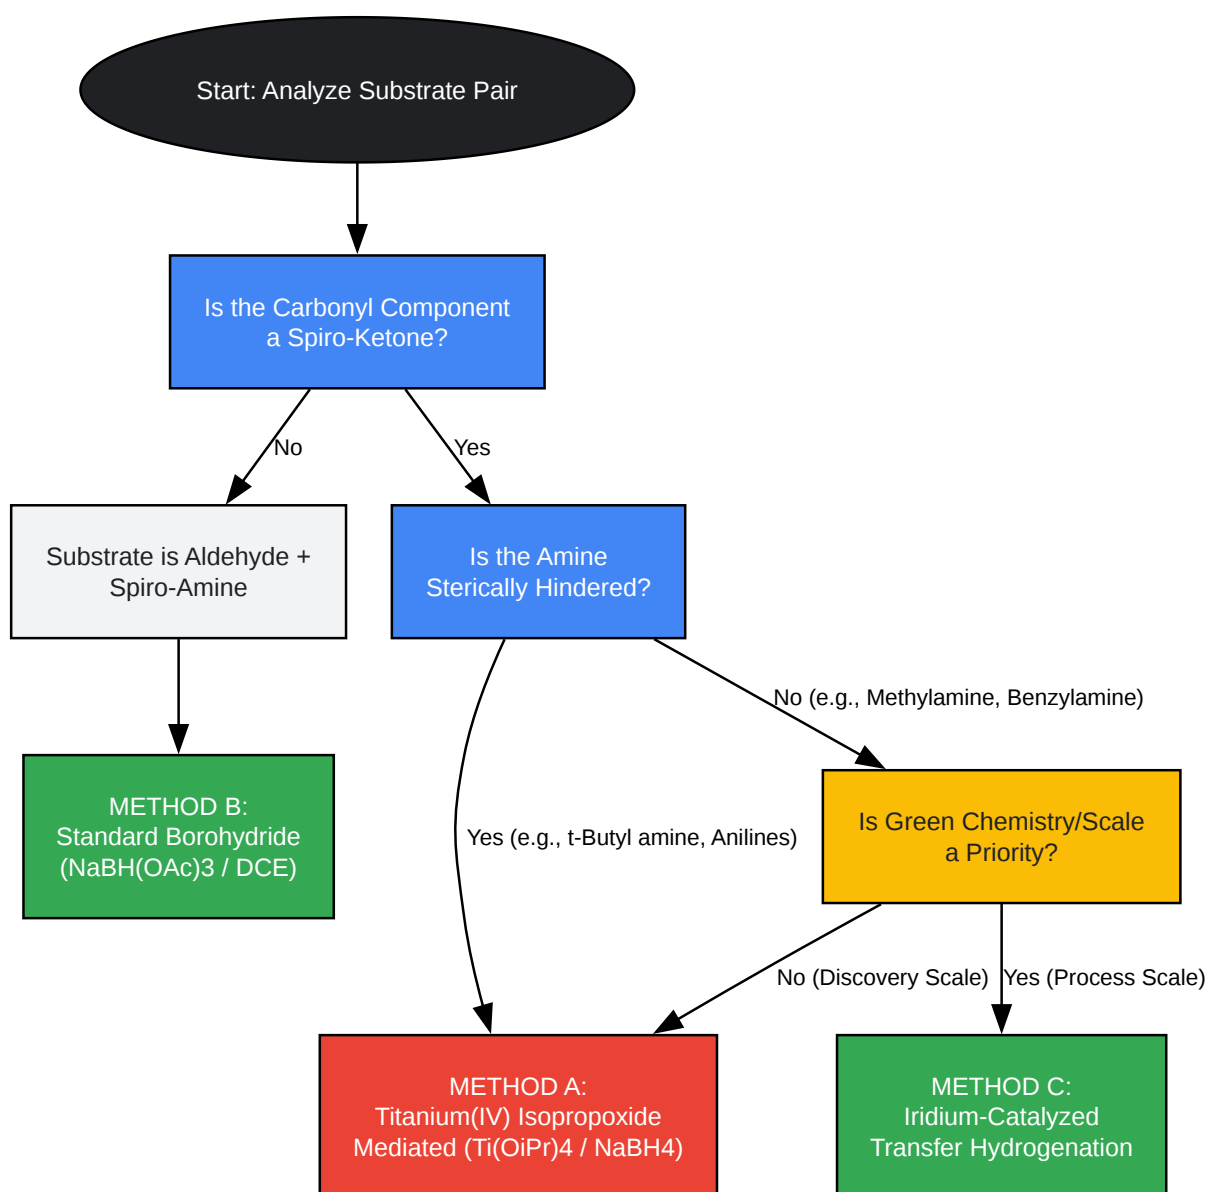 Start: Analyze Substrate Pair
Is the Carbonyl Component
a Spiro-Ketone?
No
Yes
Substrate is Aldehyde +
Spiro-Amine
Is the Amine
Sterically Hindered?
No (e.g., Methylamine, Benzylamine)
METHOD B:
Standard Borohydride
(NaBH(OAc)3 / DCE)
Yes (e.g., t-Butyl amine, Anilines)
Is Green Chemistry/Scale
a Priority?
No (Discovery Scale)
Yes (Process Scale)
METHOD A:
Titanium(IV) Isopropoxide
Mediated (Ti(OiPr)4 / NaBH4)
METHOD C:
Iridium-Catalyzed
Transfer Hydrogenation